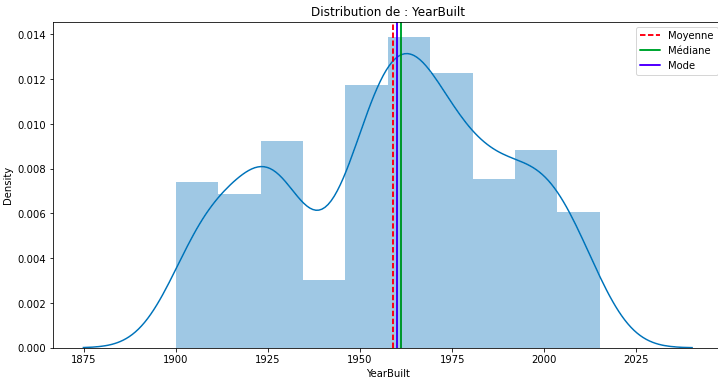 Distribution de : YearBuilt
Moyenne
Médiane
Mode
0.014
0.012
0.010
0.008
0.006
0.004
0.002
0.000
Density
1875 1900 1925 1950 1975 2000 2025
YearBuilt